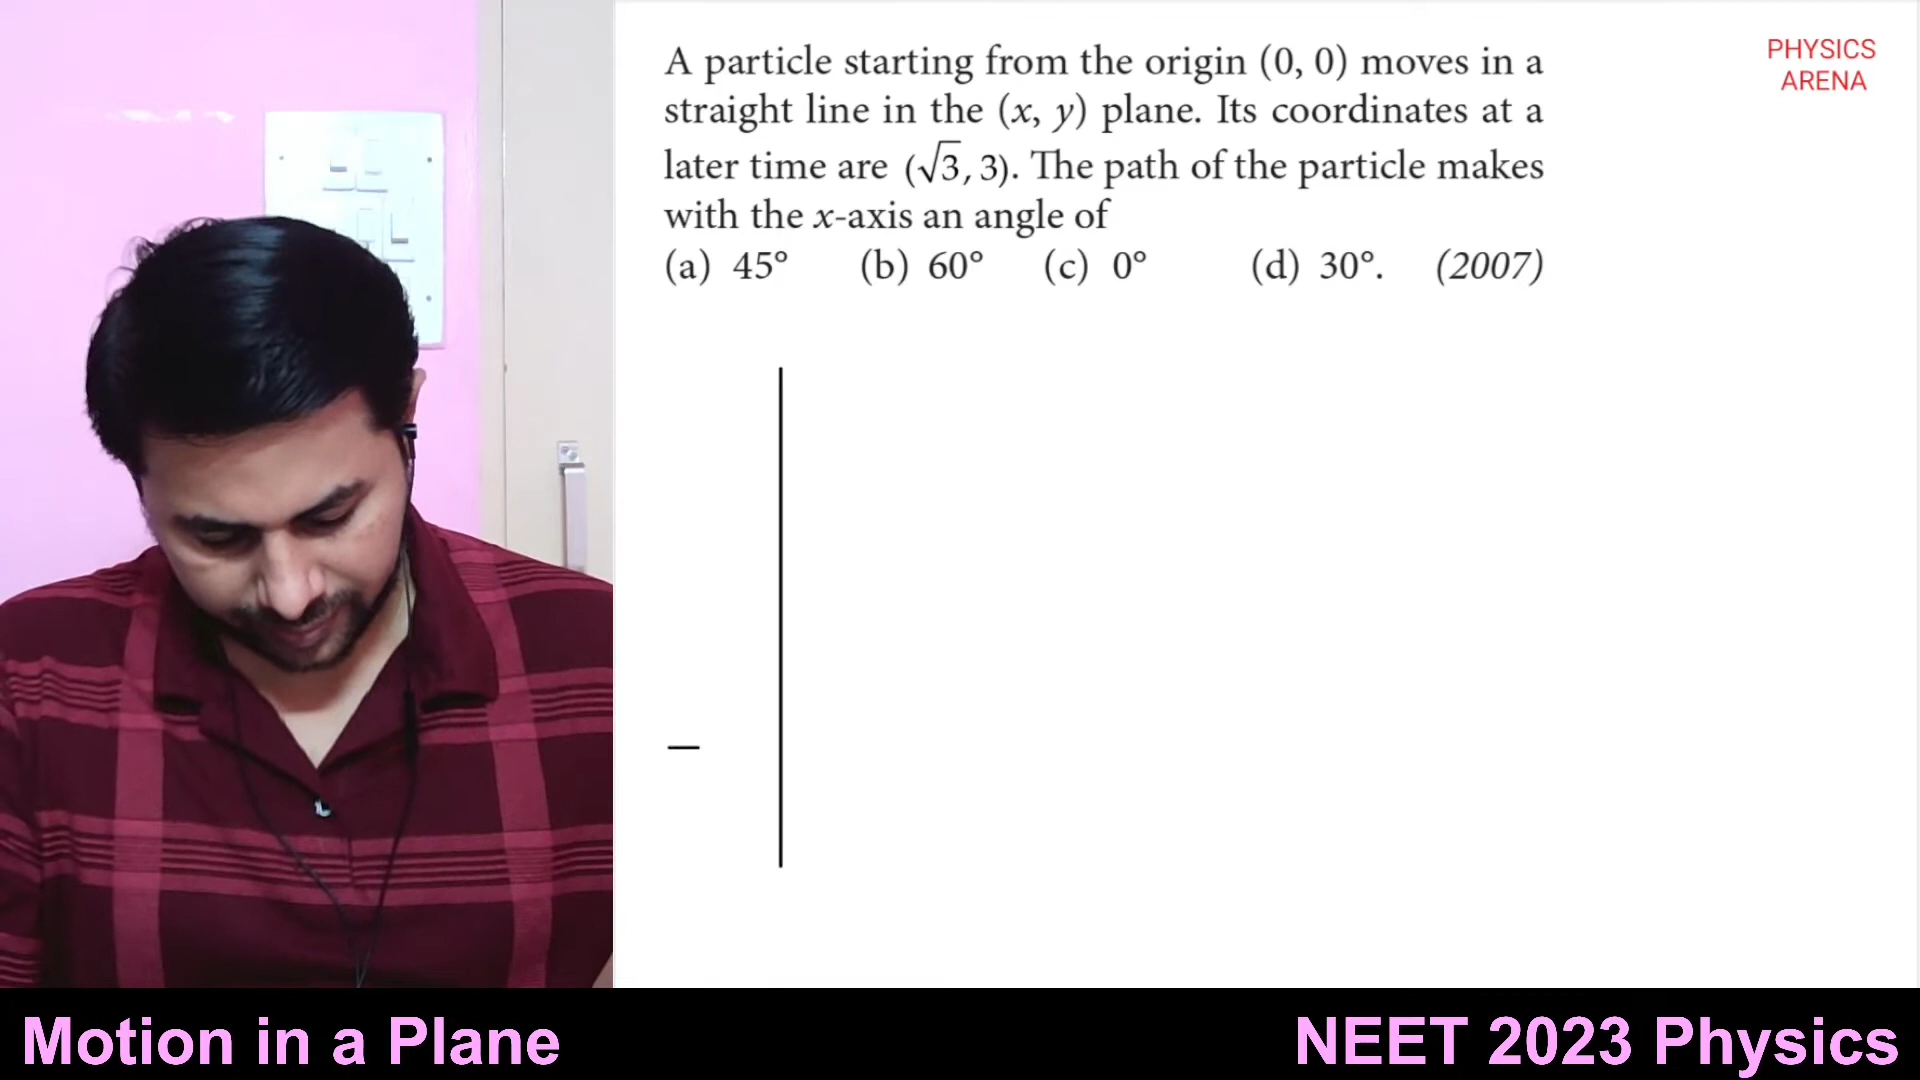 A particle starting from the origin (0, 0) moves in a
straight line in the (x, y) plane. Its coordinates at a
later time are (√3, 3). The path of the particle makes
with the x-axis an angle of
(a) 45° (b) 60° (c) 0° (d) 30°. (2007)
PHYSICS
ARENA
Motion in a Plane
NEET 2023 Physics